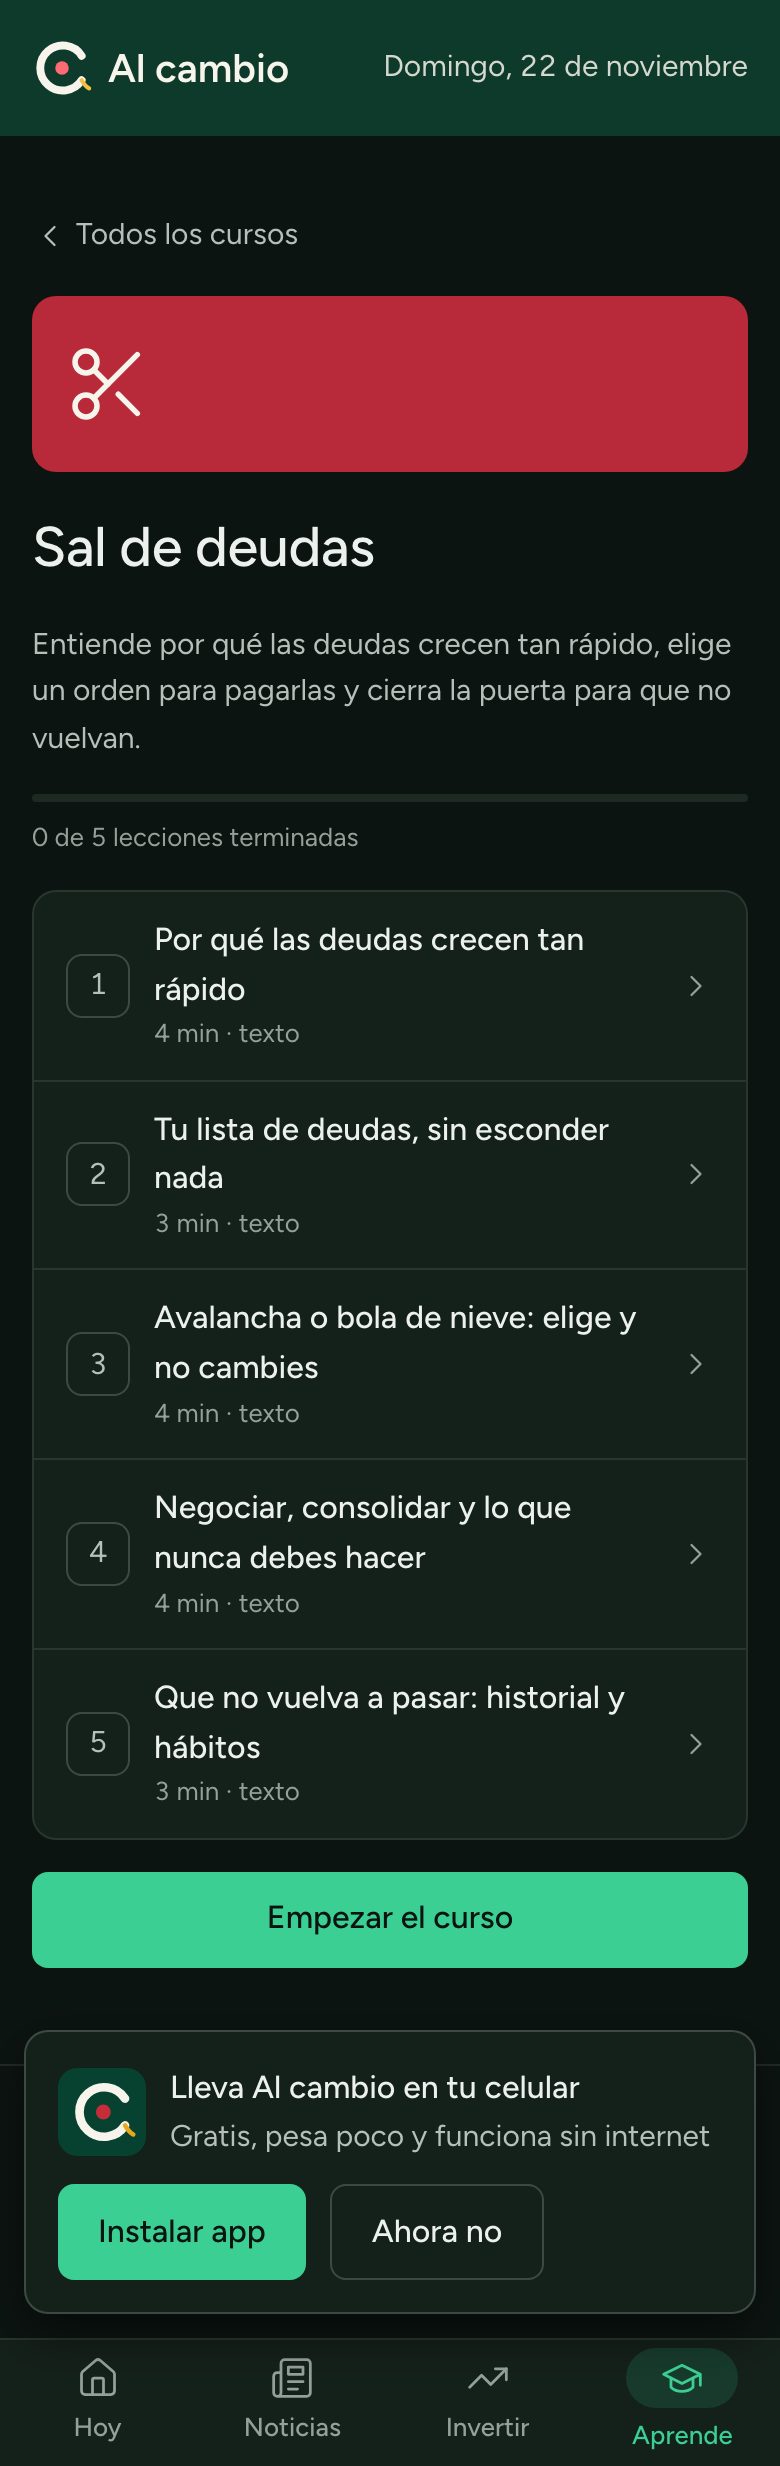 Al cambio
Domingo, 22 de noviembre
Todos los cursos
Sal de deudas
Entiende por qué las deudas crecen tan rápido, elige
un orden para pagarlas y cierra la puerta para que no
vuelvan.
0 de 5 lecciones terminadas
1
Por qué las deudas crecen tan
rápido
4 min · texto
2
Tu lista de deudas, sin esconder
nada
3 min · texto
3
Avalancha o bola de nieve: elige y
no cambies
4 min · texto
4
Negociar, consolidar y lo que
nunca debes hacer
4 min · texto
5
Que no vuelva a pasar: historial y
hábitos
3 min · texto
Empezar el curso
Lleva Al cambio en tu celular
Gratis, pesa poco y funciona sin internet
Instalar app
Ahora no
Hoy
Noticias
Invertir
Aprende